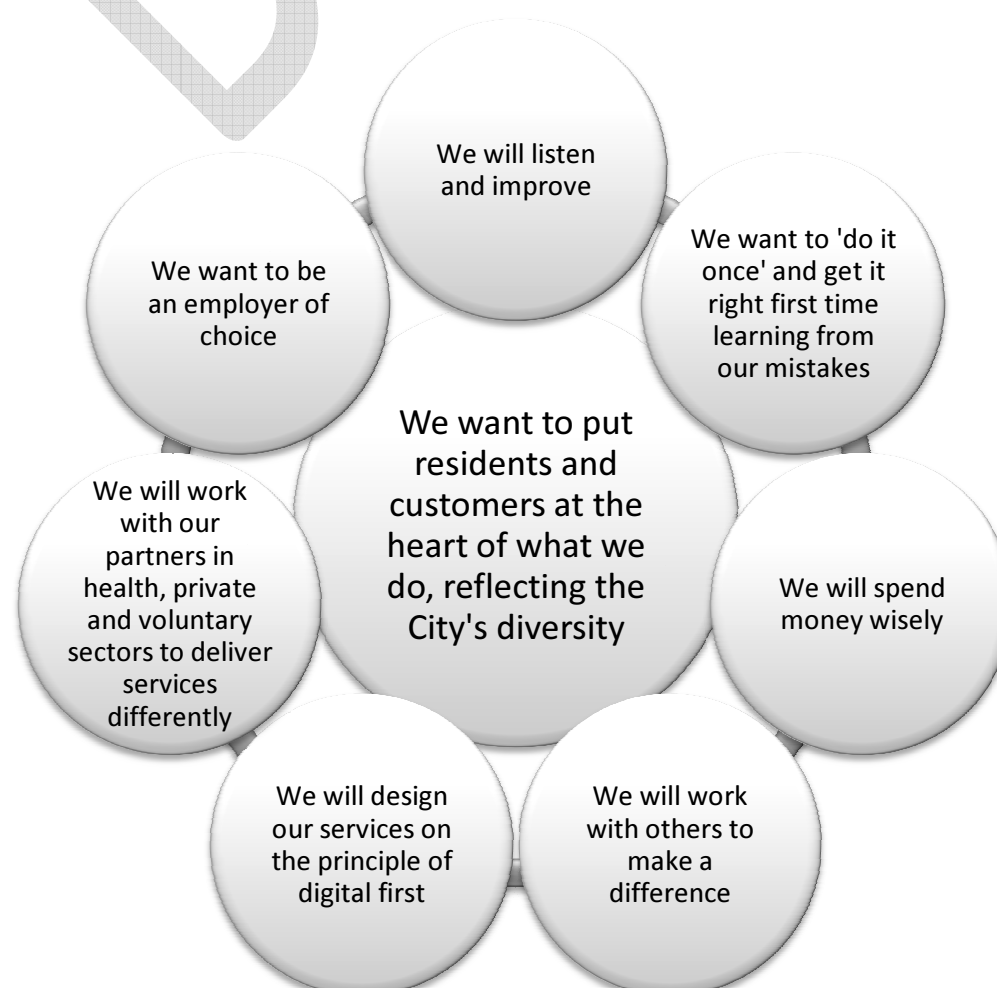 We will listen
and improve
We want to 'do it
once' and get it
right first time
learning from
our mistakes
We will spend
money wisely
We will work
with others to
make a
difference
We will design
our services on
the principle of
digital first
We will work
with our
partners in
health, private
and voluntary
sectors to deliver
services
differently
We want to be
an employer of
choice
We want to put
residents and
customers at the
heart of what we
do, reflecting the
City's diversity